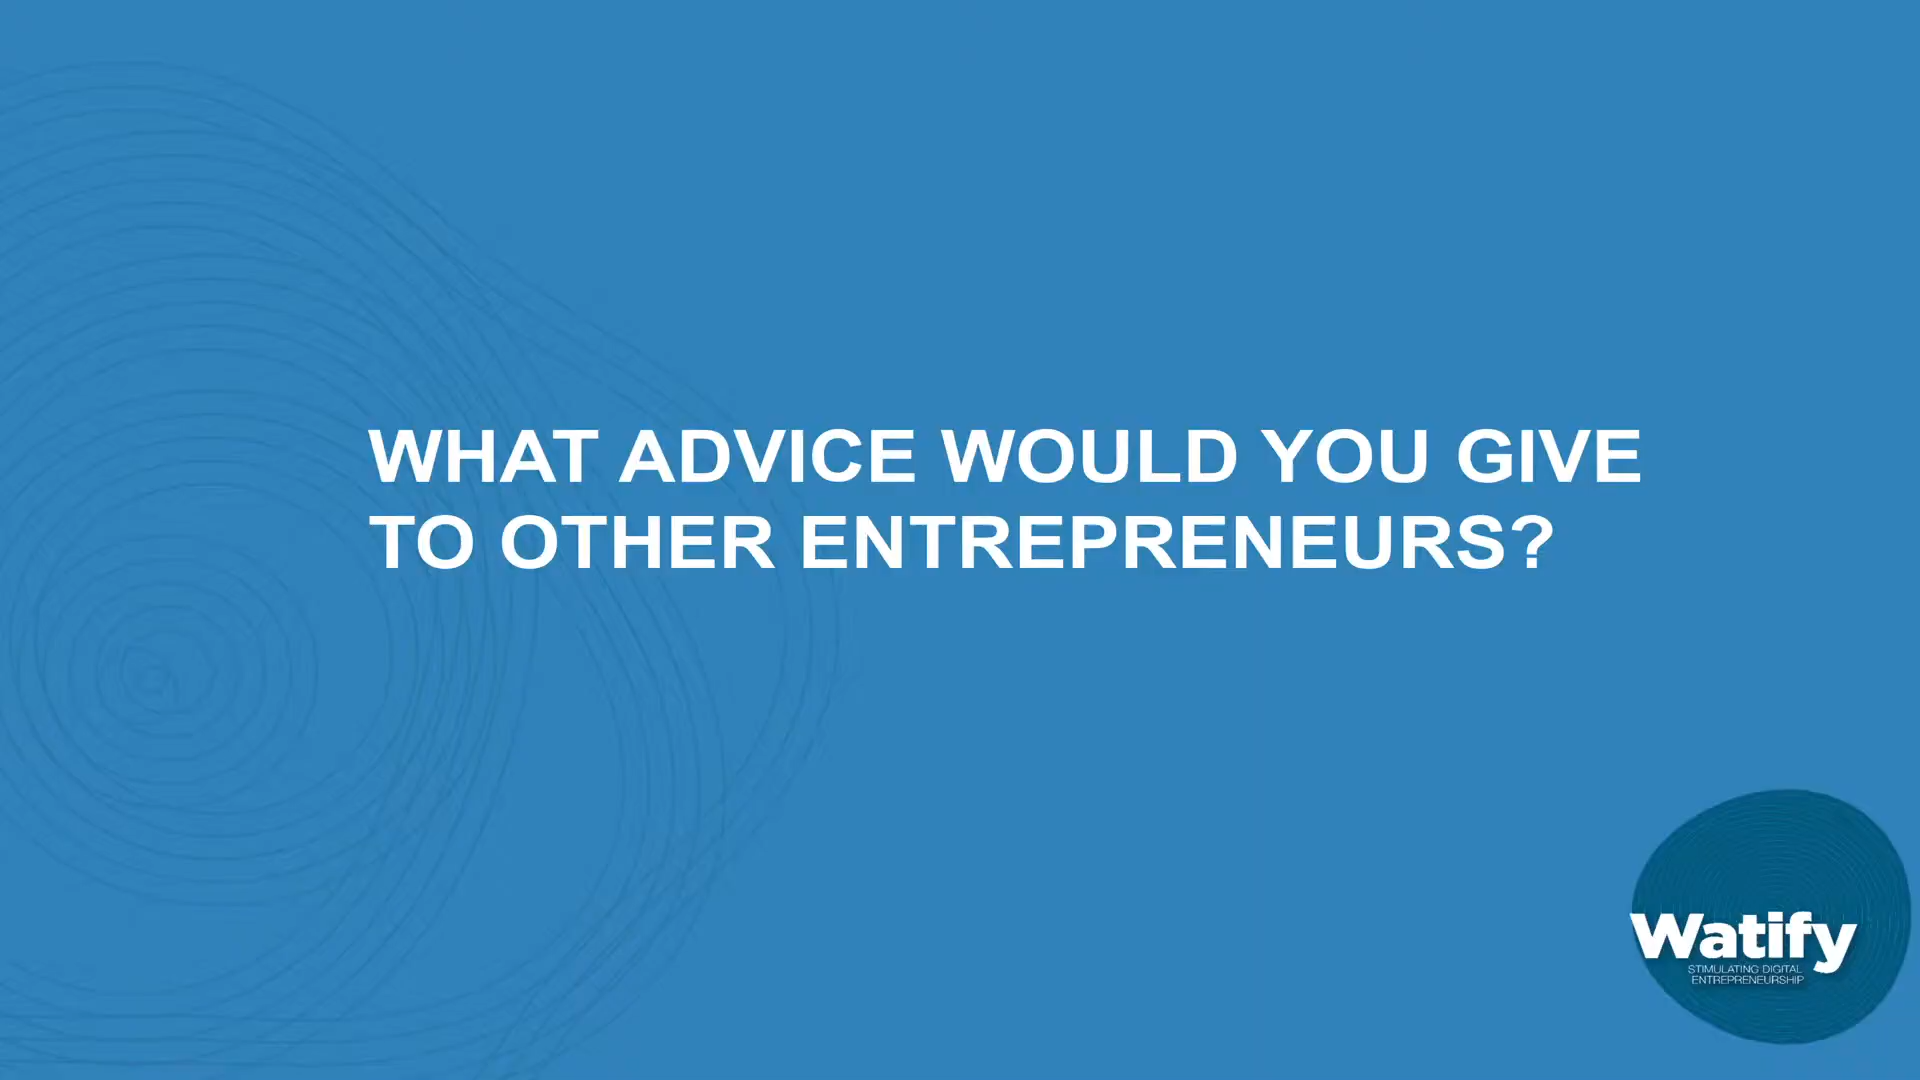 WHAT ADVICE WOULD YOU GIVE
TO OTHER ENTREPRENEURS?
Watify
STIMULATING DIGITAL
ENTREPRENEURSHIP